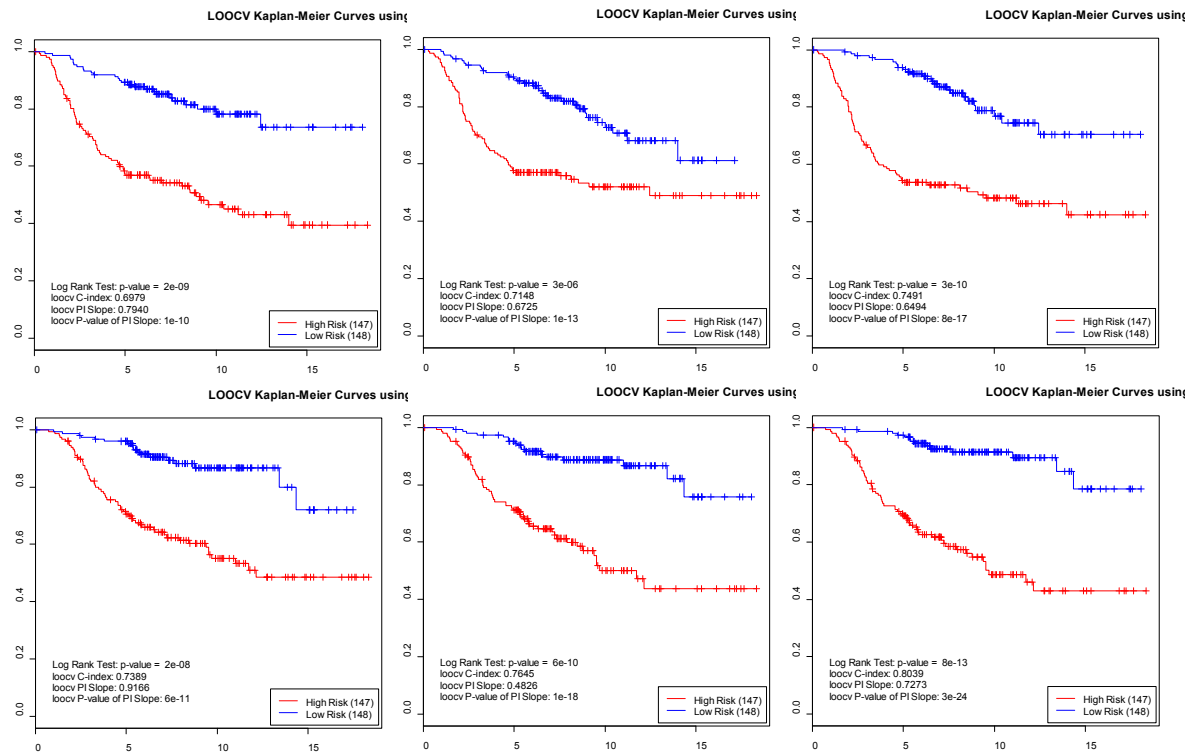 LOOCV Kaplan-Meier Curves using
1.0
0.8
0.6
0.4
0.2
0.0
Log Rank Test: p-value = 2e-09
loocv C-index: 0.6979
loocv PI Slope: 0.7940
loocv P-value of PI Slope: 1e-10
High Risk (147)
Low Risk (148)
0 5 10 15
LOOCV Kaplan-Meier Curves using
1.0
0.8
0.6
0.4
0.2
0.0
Log Rank Test: p-value = 3e-06
loocv C-index: 0.7148
loocv PI Slope: 0.6725
loocv P-value of PI Slope: 1e-13
High Risk (147)
Low Risk (148)
0 5 10 15
LOOCV Kaplan-Meier Curves using
1.0
0.8
0.6
0.4
0.2
0.0
Log Rank Test: p-value = 3e-10
loocv C-index: 0.7491
loocv PI Slope: 0.6494
loocv P-value of PI Slope: 8e-17
High Risk (147)
Low Risk (148)
0 5 10 15
LOOCV Kaplan-Meier Curves using
1.0
0.8
0.6
0.4
0.2
0.0
Log Rank Test: p-value = 2e-08
loocv C-index: 0.7389
loocv PI Slope: 0.9166
loocv P-value of PI Slope: 6e-11
High Risk (147)
Low Risk (148)
0 5 10 15
LOOCV Kaplan-Meier Curves using
1.0
0.8
0.6
0.4
0.2
0.0
Log Rank Test: p-value = 6e-10
loocv C-index: 0.7645
loocv PI Slope: 0.4826
loocv P-value of PI Slope: 1e-18
High Risk (147)
Low Risk (148)
0 5 10 15
LOOCV Kaplan-Meier Curves using
1.0
0.8
0.6
0.4
0.2
0.0
Log Rank Test: p-value = 8e-13
loocv C-index: 0.8039
loocv PI Slope: 0.7273
loocv P-value of PI Slope: 3e-24
High Risk (147)
Low Risk (148)
0 5 10 15